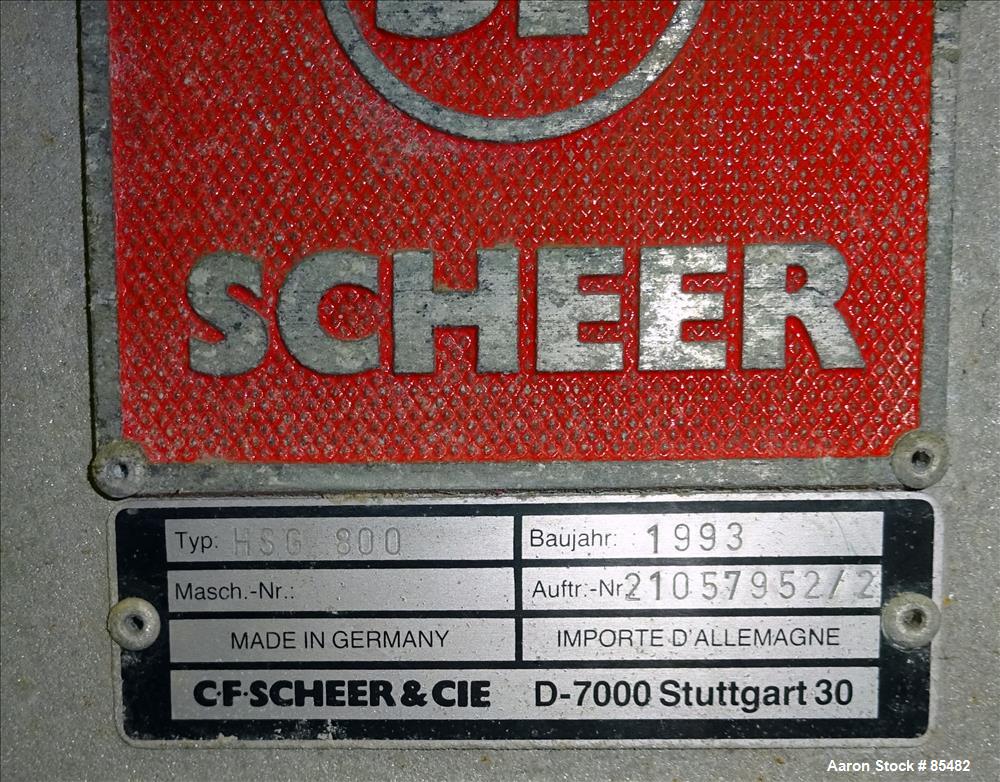 SCHEER
Typ: HSG 800
Baujahr: 1993
Masch.-Nr.:
Auftr.-Nr 21057952/2
MADE IN GERMANY
IMPORTE D'ALLEMAGNE
C·F·SCHEER & CIE
D-7000 Stuttgart 30
Aaron Stock # 85482